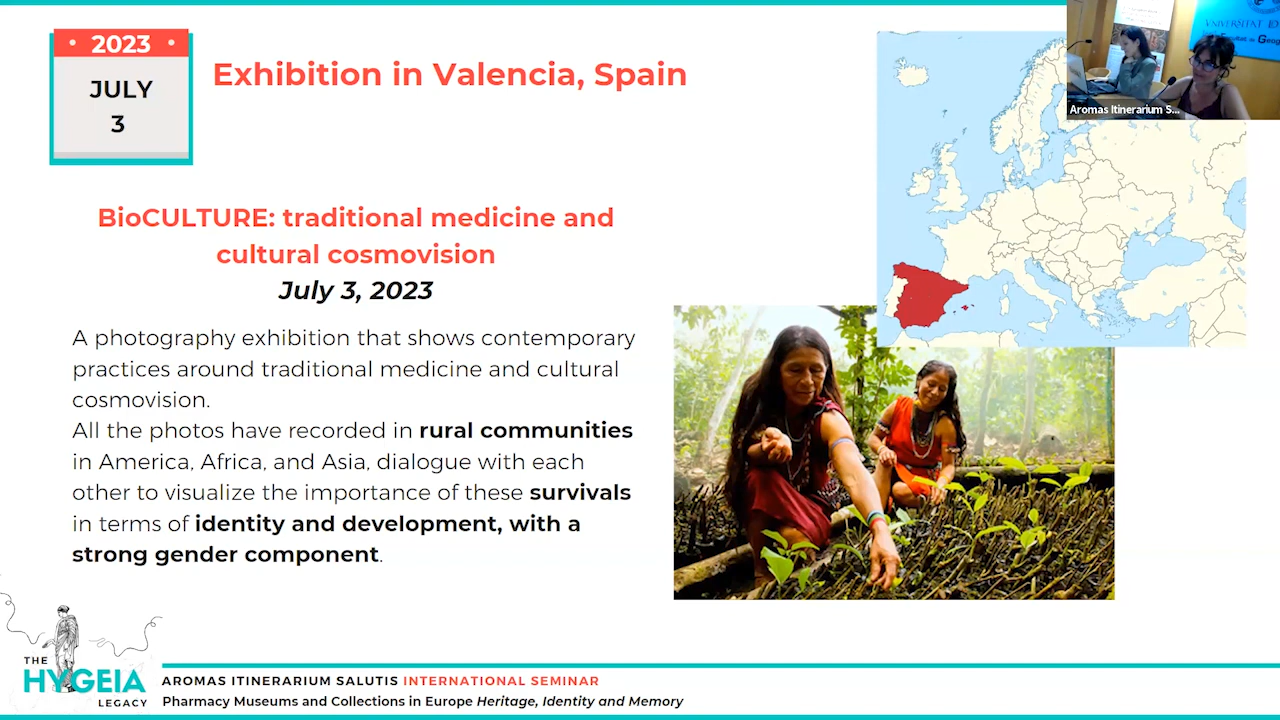 2023
JULY
3
Exhibition in Valencia, Spain
BioCULTURE: traditional medicine and
cultural cosmovision
July 3, 2023
A photography exhibition that shows contemporary
practices around traditional medicine and cultural
cosmovision.
All the photos have recorded in rural communities
in America, Africa, and Asia, dialogue with each
other to visualize the importance of these survivals
in terms of identity and development, with a
strong gender component.
Aromas Itinerarium S...
THE
HYGEIA
LEGACY
AROMAS ITINERARIUM SALUTIS INTERNATIONAL SEMINAR
Pharmacy Museums and Collections in Europe Heritage, Identity and Memory